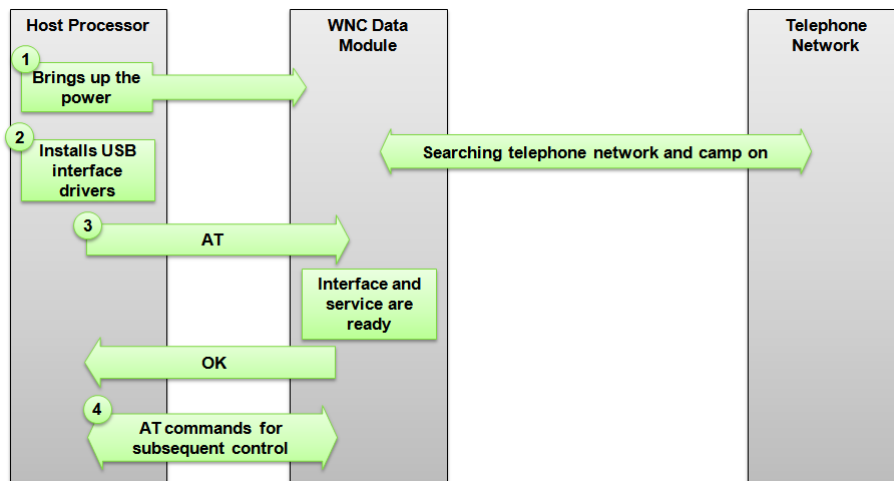 Host Processor
WNC Data
Module
Telephone
Network
1
Brings up the
power
2
Installs USB
interface
drivers
Searching telephone network and camp on
3
AT
Interface and
service are
ready
OK
4
AT commands for
subsequent control